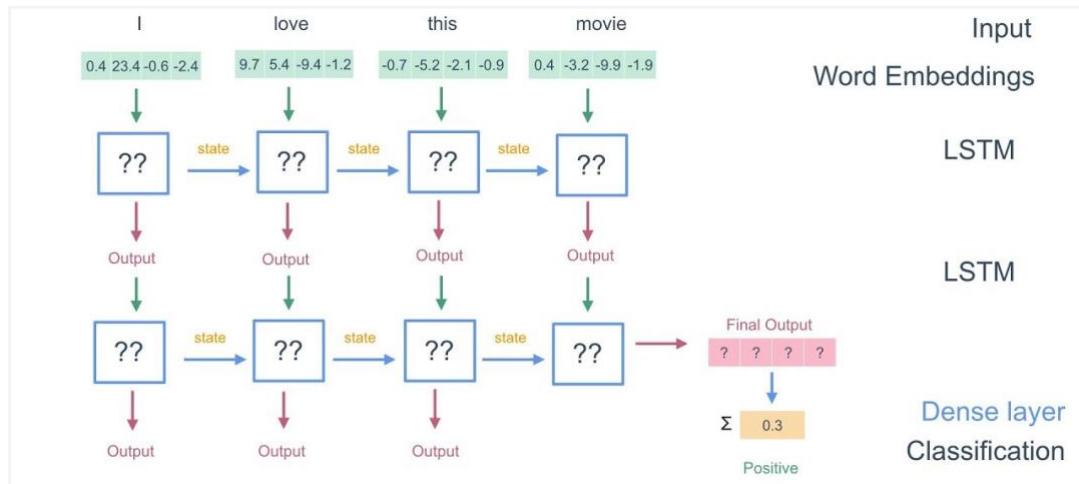 I love this movie Input
0.4 23.4 -0.6 -2.4 9.7 5.4 -9.4 -1.2 -0.7 -5.2 -2.1 -0.9 0.4 -3.2 -9.9 -1.9 Word Embeddings
state state state
?? ?? ?? ?? LSTM
Output Output Output Output
LSTM
Final Output
state state state
?? ?? ?? ?? ? ? ? ?
Σ 0.3 Dense layer
Output Output Output Classification
Positive